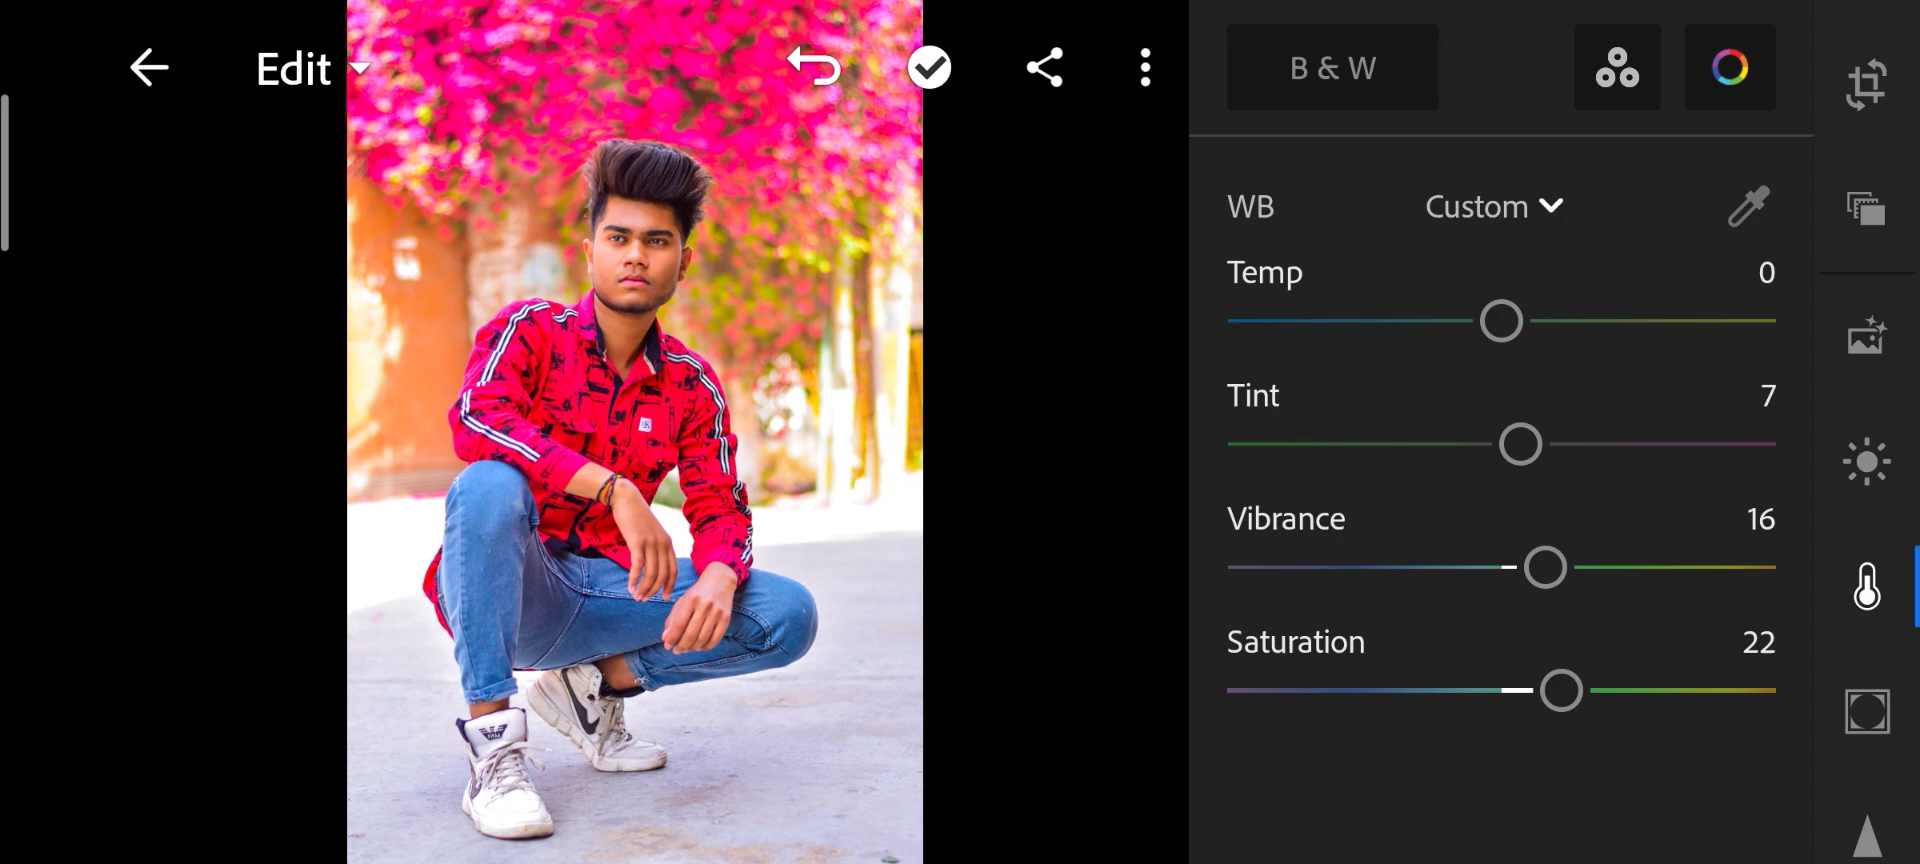 Edit
B & W
WB Custom
Temp 0
Tint 7
Vibrance 16
Saturation 22